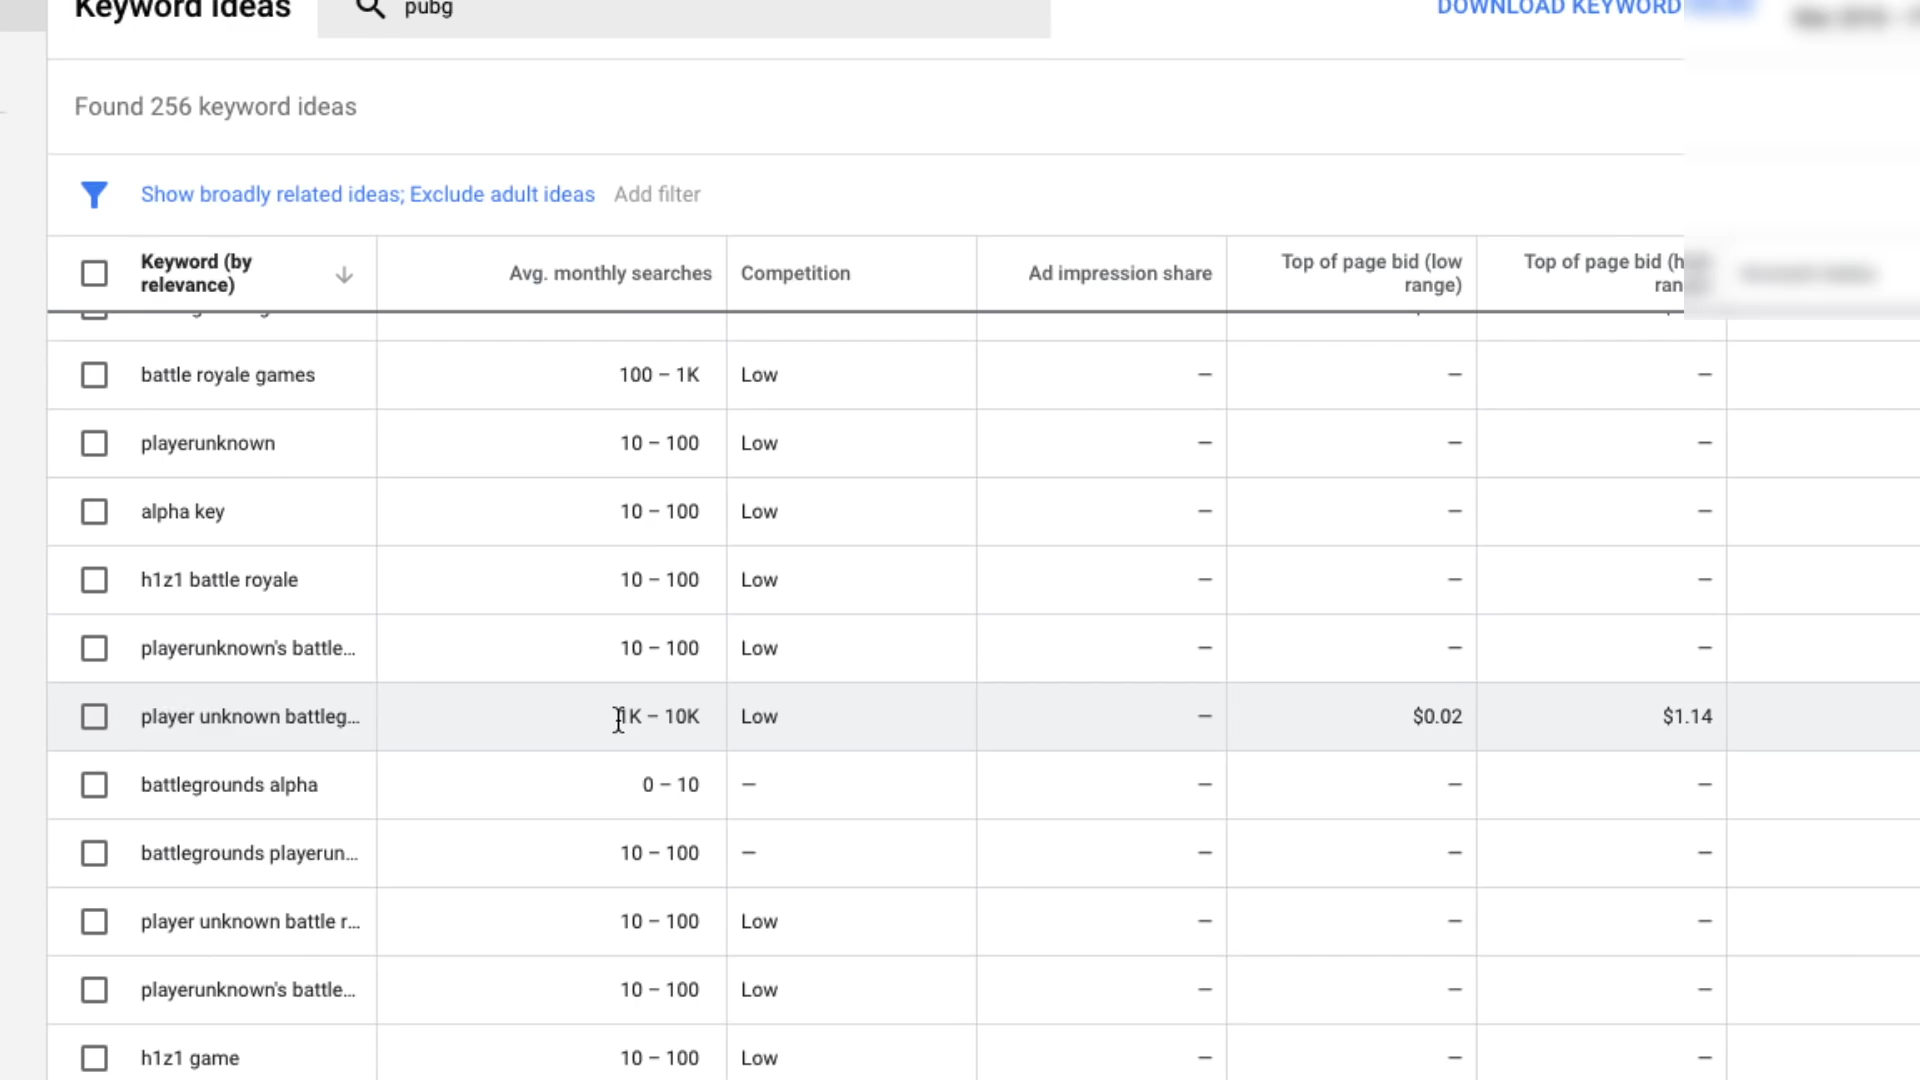 Keyword Ideas pubg DOWNLOAD KEYWORD
Found 256 keyword ideas
Show broadly related ideas; Exclude adult ideas Add filter
Keyword (by relevance) Avg. monthly searches Competition Ad impression share Top of page bid (low range) Top of page bid (h ran
battle royale games 100 – 1K Low – – –
playerunknown 10 – 100 Low – – –
alpha key 10 – 100 Low – – –
h1z1 battle royale 10 – 100 Low – – –
playerunknown's battle... 10 – 100 Low – – –
player unknown battleg... 1K – 10K Low – $0.02 $1.14
battlegrounds alpha 0 – 10 – – – –
battlegrounds playerun... 10 – 100 – – – –
player unknown battle r... 10 – 100 Low – – –
playerunknown's battle... 10 – 100 Low – – –
h1z1 game 10 – 100 Low – – –